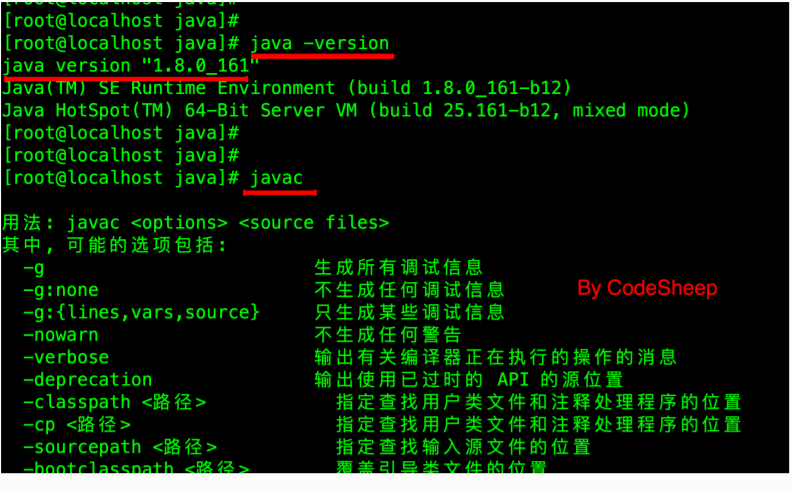 [root@localhost java]#
[root@localhost java]#
[root@localhost java]# java -version
java version "1.8.0_161"
Java(TM) SE Runtime Environment (build 1.8.0_161-b12)
Java HotSpot(TM) 64-Bit Server VM (build 25.161-b12, mixed mode)
[root@localhost java]#
[root@localhost java]#
[root@localhost java]# javac
用法: javac <options> <source files>
其中, 可能的选项包括:
-g 生成所有调试信息
-g:none 不生成任何调试信息 By CodeSheep
-g:{lines,vars,source} 只生成某些调试信息
-nowarn 不生成任何警告
-verbose 输出有关编译器正在执行的操作的消息
-deprecation 输出使用已过时的 API 的源位置
-classpath <路径> 指定查找用户类文件和注释处理程序的位置
-cp <路径> 指定查找用户类文件和注释处理程序的位置
-sourcepath <路径> 指定查找输入源文件的位置
-bootclasspath <路径> 覆盖引导类文件的位置